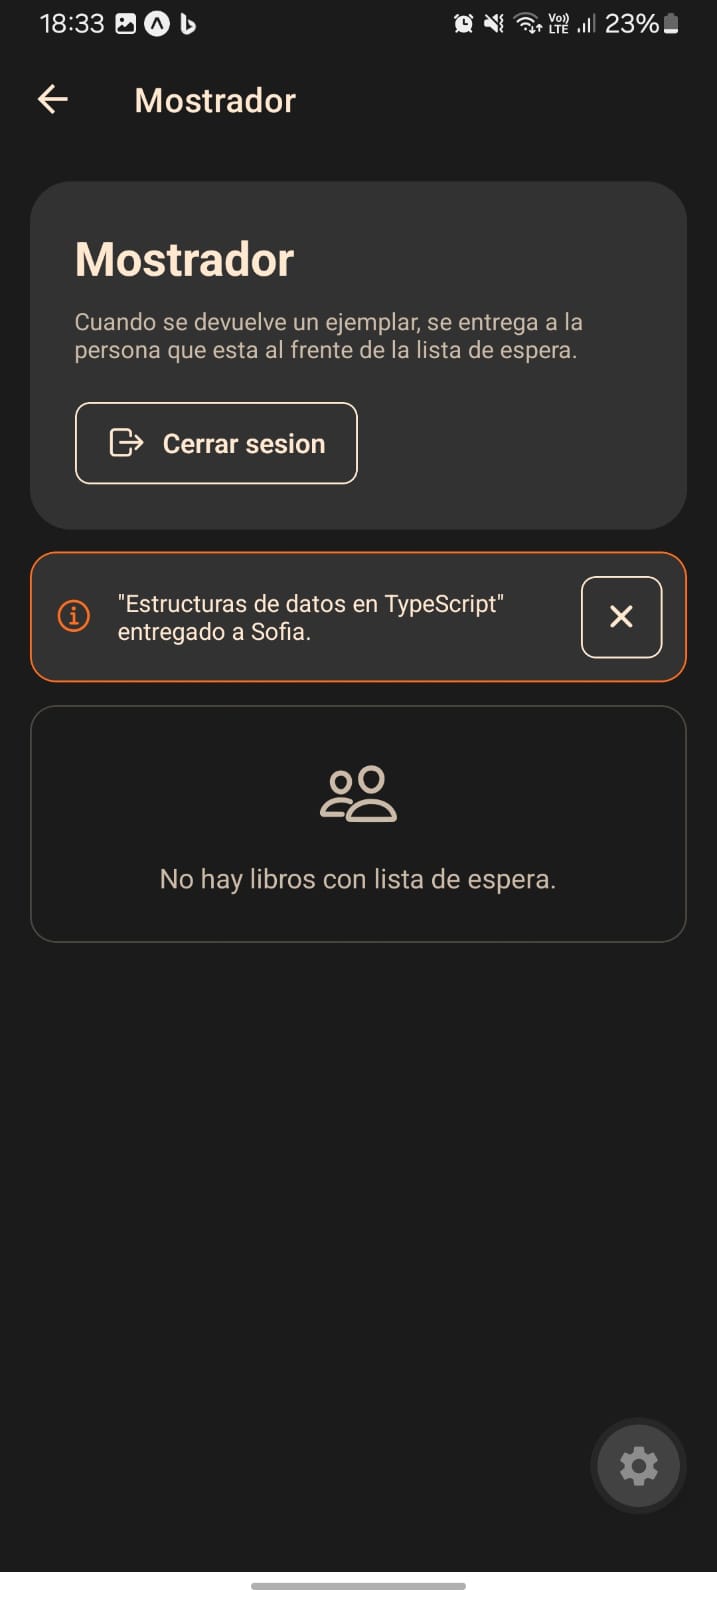 18:33
Vo))
LTE
23%
Mostrador
Mostrador
Cuando se devuelve un ejemplar, se entrega a la
persona que esta al frente de la lista de espera.
Cerrar sesion
"Estructuras de datos en TypeScript"
entregado a Sofia.
No hay libros con lista de espera.